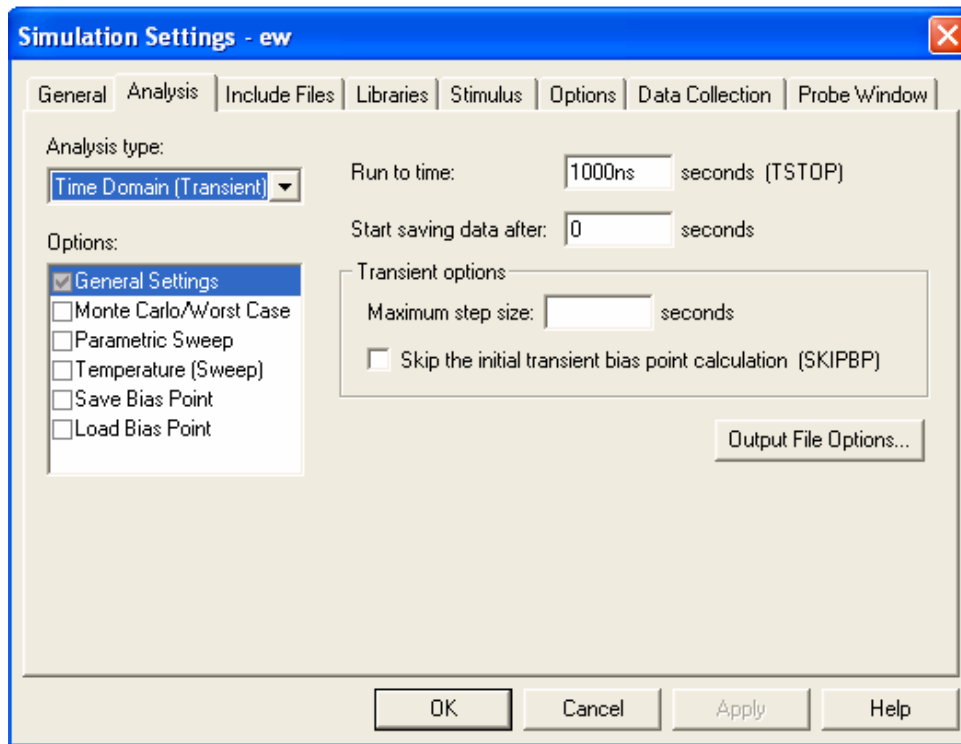 Simulation Settings - ew
General Analysis Include Files Libraries Stimulus Options Data Collection Probe Window
Analysis type:
Time Domain (Transient)
Options:
General Settings
Monte Carlo/Worst Case
Parametric Sweep
Temperature (Sweep)
Save Bias Point
Load Bias Point
Run to time: 1000ns seconds (TSTOP)
Start saving data after: 0 seconds
Transient options
Maximum step size: seconds
Skip the initial transient bias point calculation (SKIPBP)
Output File Options...
OK Cancel Apply Help